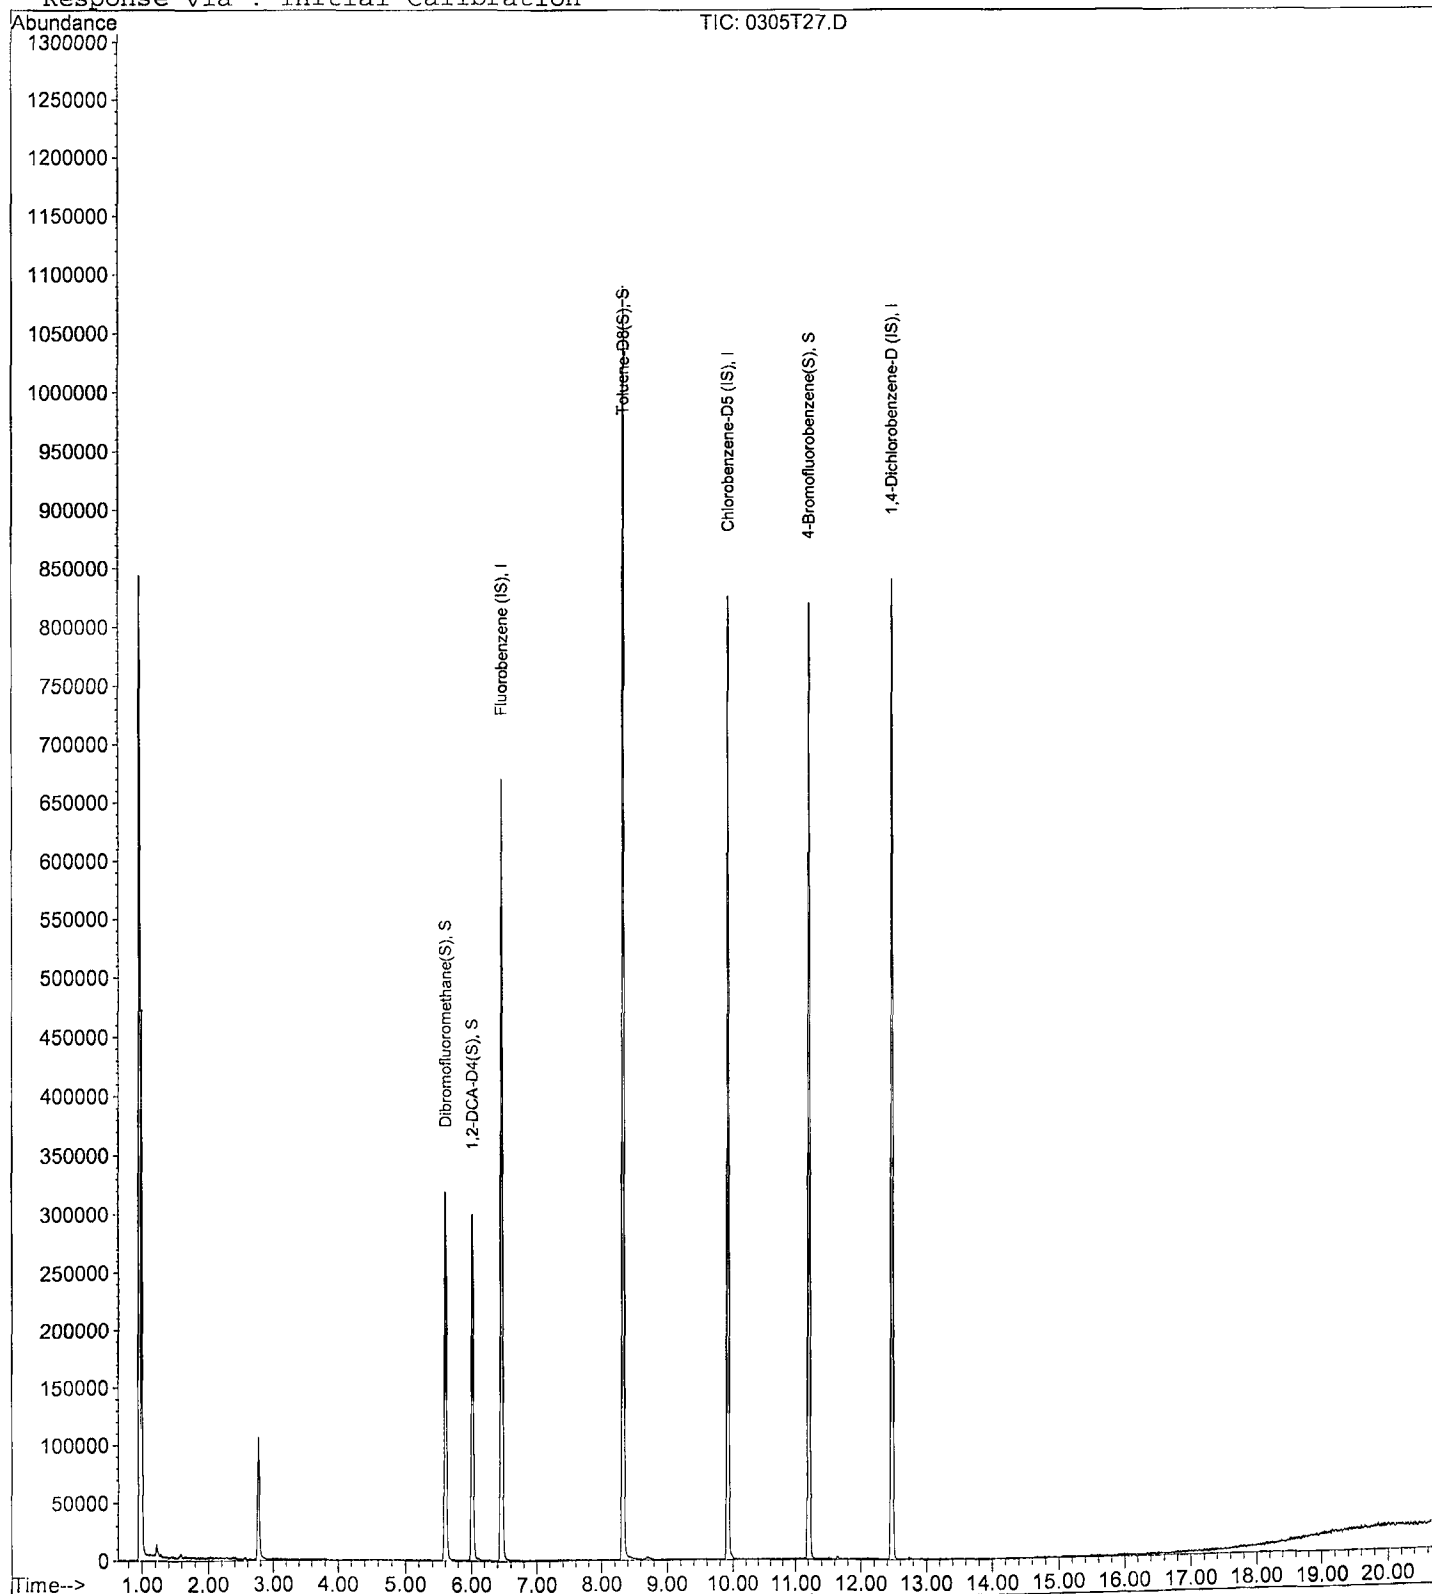 Response via : Initial Calibration
Abundance
TIC: 0305T27.D
1300000
1250000
1200000
1150000
1100000
1050000
1000000
950000
900000
850000
800000
750000
700000
650000
600000
550000
500000
450000
400000
350000
300000
250000
200000
150000
100000
50000
0
Dibromofluoromethane(S), S
1,2-DCA-D4(S), S
Fluorobenzene (IS), I
Toluene-D8(S), S
Chlorobenzene-D5 (IS), I
4-Bromofluorobenzene(S), S
1,4-Dichlorobenzene-D (IS), I
Time--> 1.00 2.00 3.00 4.00 5.00 6.00 7.00 8.00 9.00 10.00 11.00 12.00 13.00 14.00 15.00 16.00 17.00 18.00 19.00 20.00